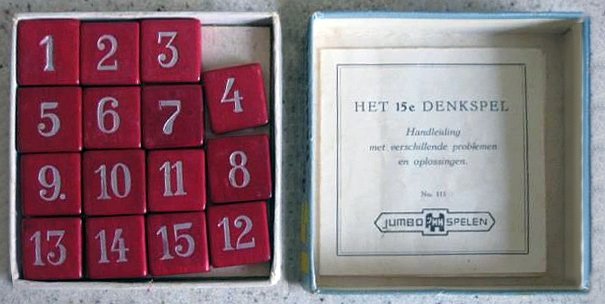 1 2 3
4
5 6 7
8
9. 10 11
13 14 15 12
HET 15e DENKSPEL
Handleiding
met verschillende problemen
en oplossingen.
No. 111
JUMBO SPELEN